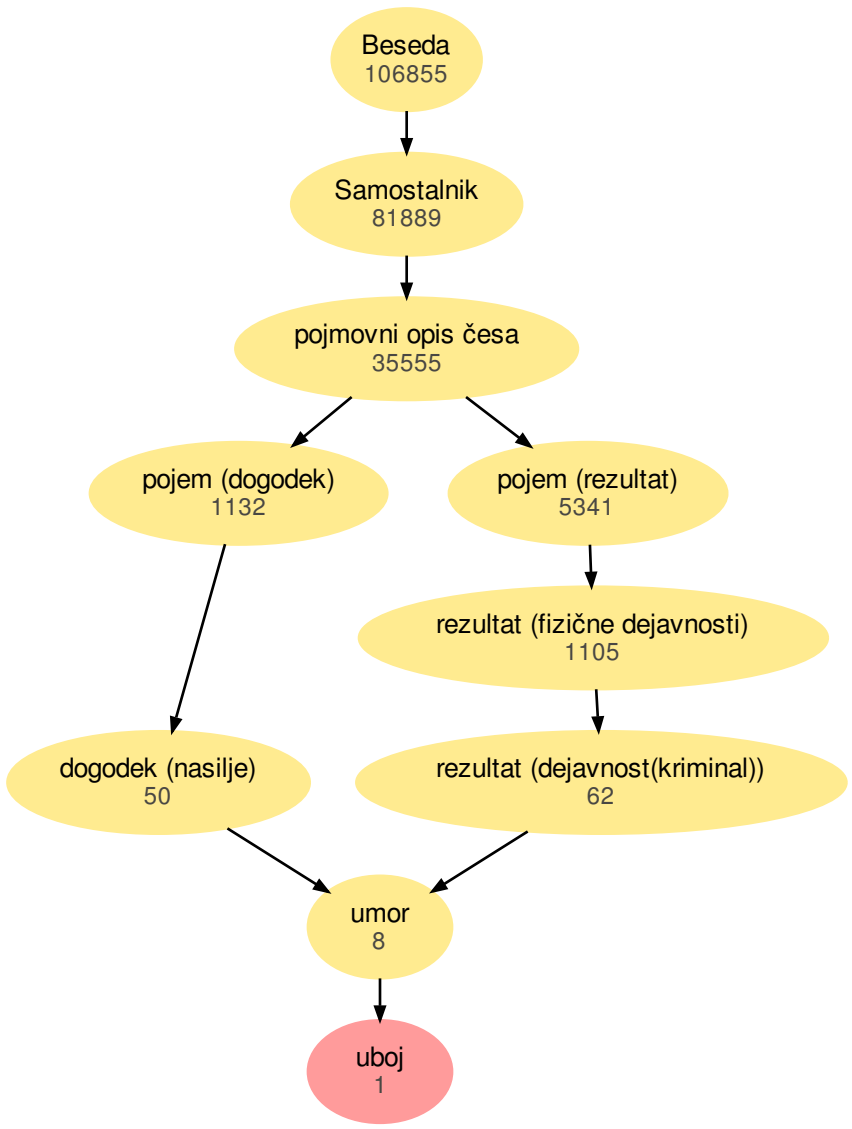 Beseda
106855
Samostalnik
81889
pojmovni opis česa
35555
pojem (dogodek)
1132
pojem (rezultat)
5341
rezultat (fizične dejavnosti)
1105
dogodek (nasilje)
50
rezultat (dejavnost(kriminal))
62
umor
8
uboj
1